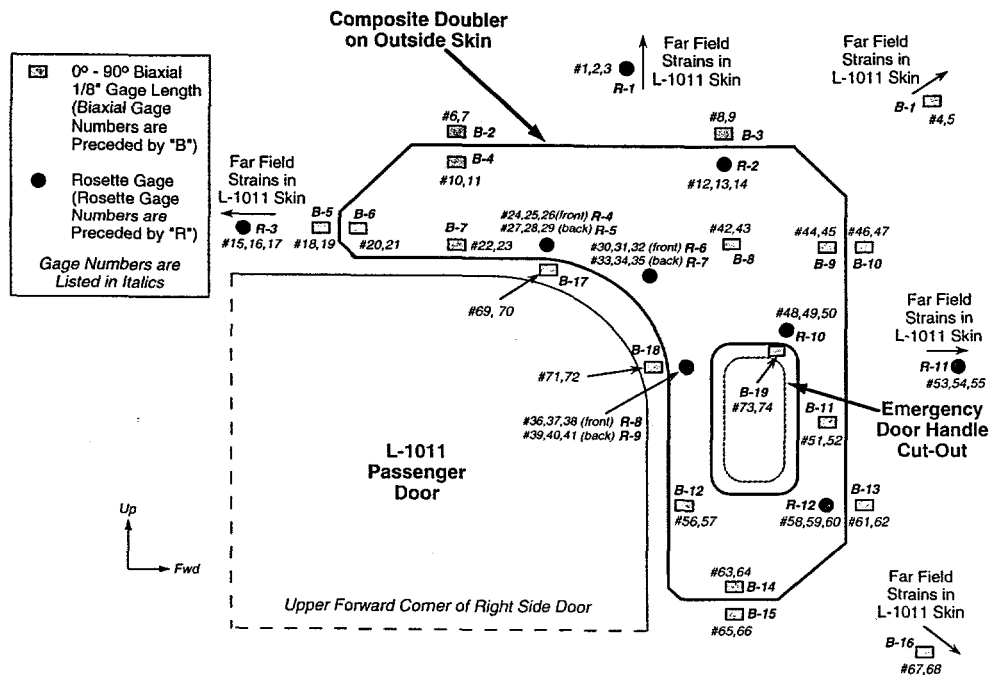 Composite Doubler
on Outside Skin
0° - 90° Biaxial
1/8" Gage Length
(Biaxial Gage
Numbers are
Preceded by "B")
Rosette Gage
(Rosette Gage
Numbers are
Preceded by "R")
Gage Numbers are
Listed in Italics
#1,2,3
R-1
Far Field
Strains in
L-1011 Skin
Far Field
Strains in
L-1011 Skin
B-1
#4,5
#6,7
B-2
#8,9
B-3
B-4
#10,11
R-2
#12,13,14
Far Field
Strains in
L-1011 Skin
R-3
#15,16,17
B-5
#18,19
B-6
#20,21
B-7
#22,23
#24,25,26(front) R-4
#27,28,29 (back) R-5
#30,31,32 (front) R-6
#33,34,35 (back) R-7
#42,43
B-8
#44,45
B-9
#46,47
B-10
B-17
#69, 70
#48,49,50
R-10
Far Field
Strains in
L-1011 Skin
R-11
#53,54,55
B-18
#71,72
B-19
#73,74
#36,37,38 (front) R-8
#39,40,41 (back) R-9
B-11
#51,52
Emergency
Door Handle
Cut-Out
L-1011
Passenger
Door
B-12
#56,57
R-12
#58,59,60
B-13
#61,62
Up
Fwd
#63,64
B-14
B-15
#65,66
Upper Forward Corner of Right Side Door
Far Field
Strains in
L-1011 Skin
B-16
#67,68